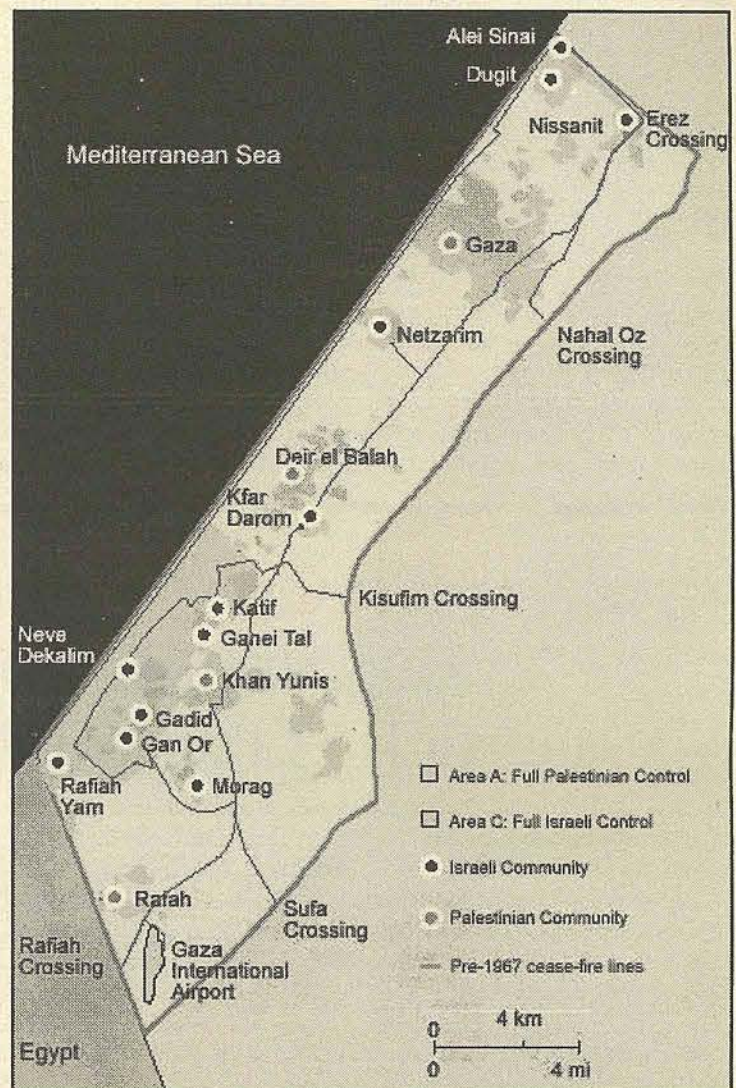 Alei Sinai
Dugit
Nissanit
Erez
Crossing
Mediterranean Sea
Gaza
Netzarim
Nahal Oz
Crossing
Deir el Balah
Kfar
Darom
Kisufim Crossing
Katif
Ganei Tal
Neve
Dekalim
Khan Yunis
Gadid
Gan Or
Rafiah
Yam
Morag
Area A: Full Palestinian Control
Area C: Full Israeli Control
Israeli Community
Palestinian Community
Pre-1967 cease-fire lines
Rafah
Sufa
Crossing
Rafiah
Crossing
Gaza
International
Airport
Egypt
0 4 km
0 4 mi